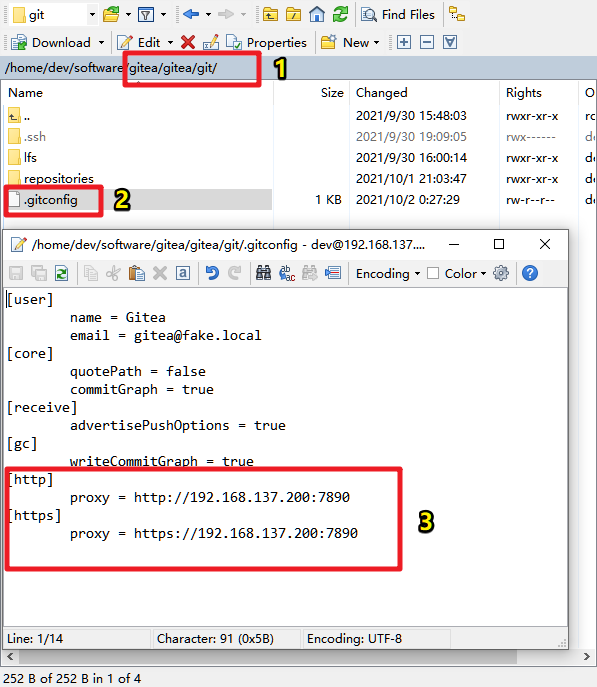 git
Find Files
Download Edit Properties New
/home/dev/software/gitea/gitea/git/
1
Name Size Changed Rights O
.. 2021/9/30 15:48:03 rwxr-xr-x
.ssh 2021/9/30 19:09:05 rwx------
lfs 2021/9/30 16:00:14 rwxr-xr-x
repositories 2021/10/1 21:03:47 rwxr-xr-x
.gitconfig 1 KB 2021/10/2 0:27:29 rw-r--r--
2
/home/dev/software/gitea/gitea/git/.gitconfig - dev@192.168.137....
Encoding Color
[user]
name = Gitea
email = gitea@fake.local
[core]
quotePath = false
commitGraph = true
[receive]
advertisePushOptions = true
[gc]
writeCommitGraph = true
[http]
proxy = http://192.168.137.200:7890
[https]
proxy = https://192.168.137.200:7890
3
Line: 1/14 Character: 91 (0x5B) Encoding: UTF-8
252 B of 252 B in 1 of 4